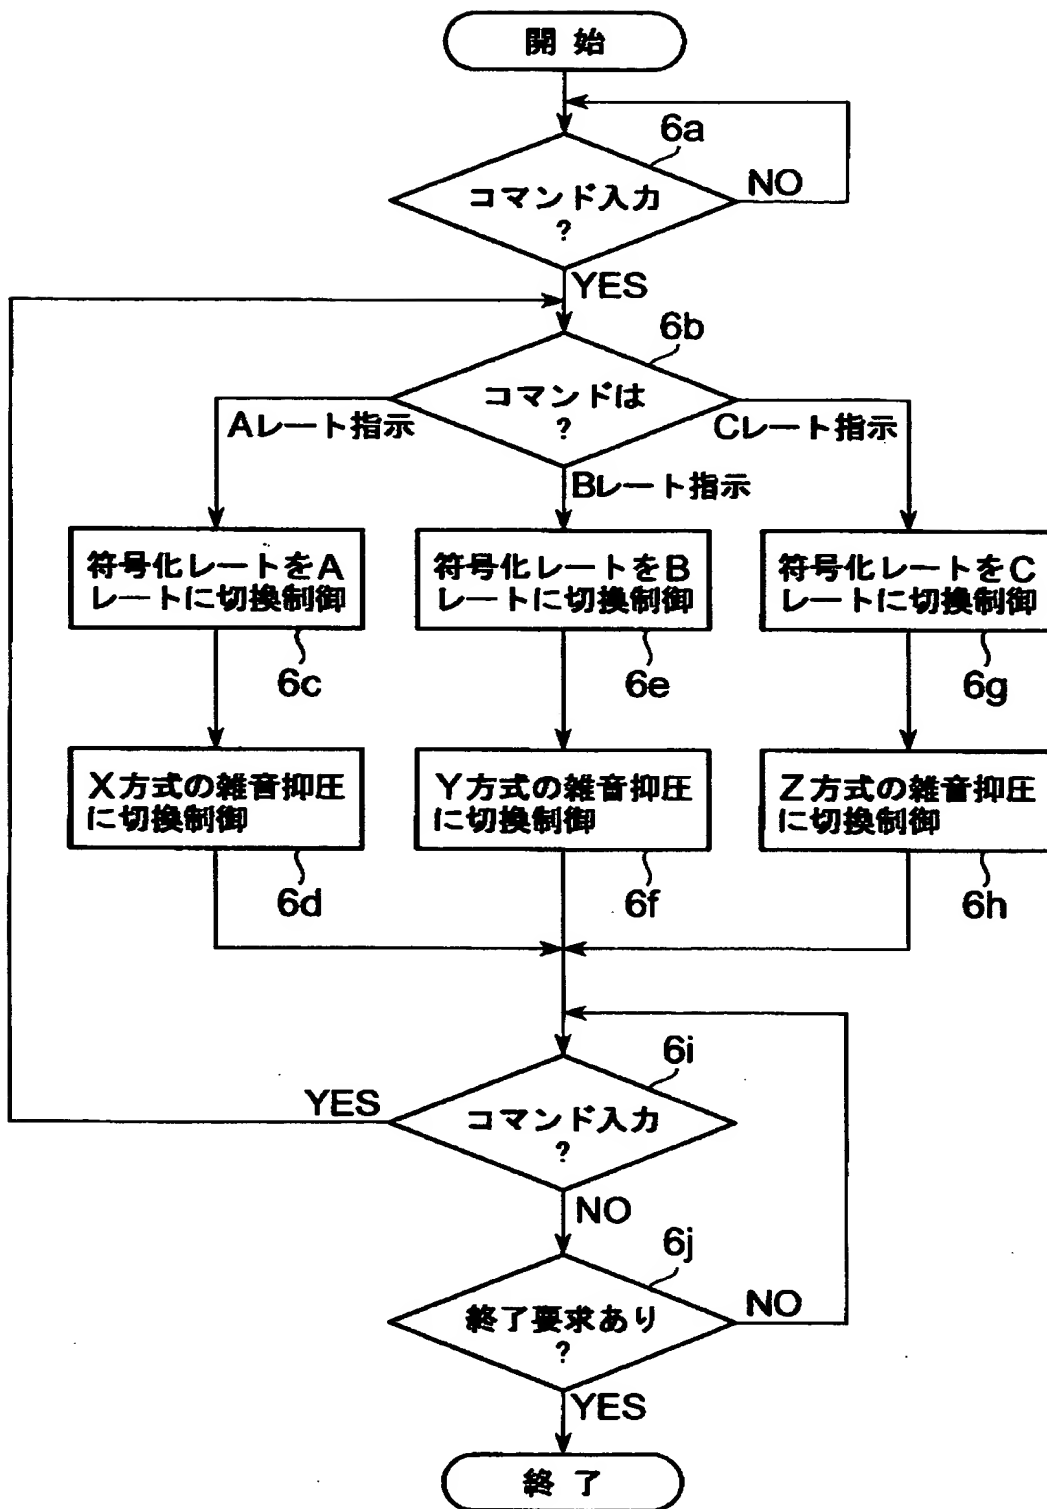 開始
6a
コマンド入力
?
NO
YES
6b
コマンドは
?
Aレート指示
Cレート指示
Bレート指示
符号化レートをA
レートに切換制御
符号化レートをB
レートに切換制御
符号化レートをC
レートに切換制御
6c
6e
6g
X方式の雑音抑圧
に切換制御
Y方式の雑音抑圧
に切換制御
Z方式の雑音抑圧
に切換制御
6d
6f
6h
6i
YES
コマンド入力
?
NO
6j
終了要求あり
?
NO
YES
終了